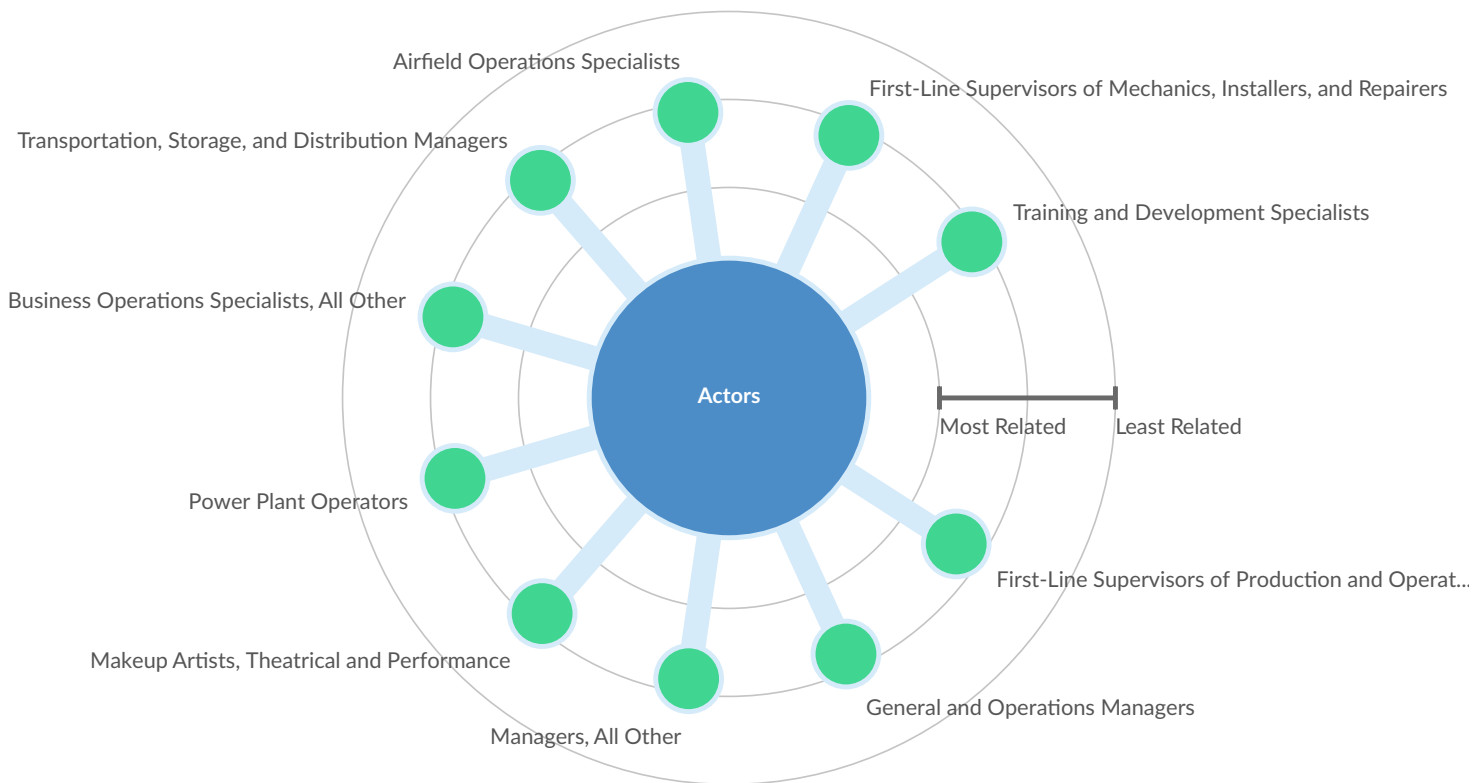 Airfield Operations Specialists
First-Line Supervisors of Mechanics, Installers, and Repairers
Transportation, Storage, and Distribution Managers
Training and Development Specialists
Business Operations Specialists, All Other
Actors
Most Related
Least Related
Power Plant Operators
First-Line Supervisors of Production and Operat...
Makeup Artists, Theatrical and Performance
General and Operations Managers
Managers, All Other